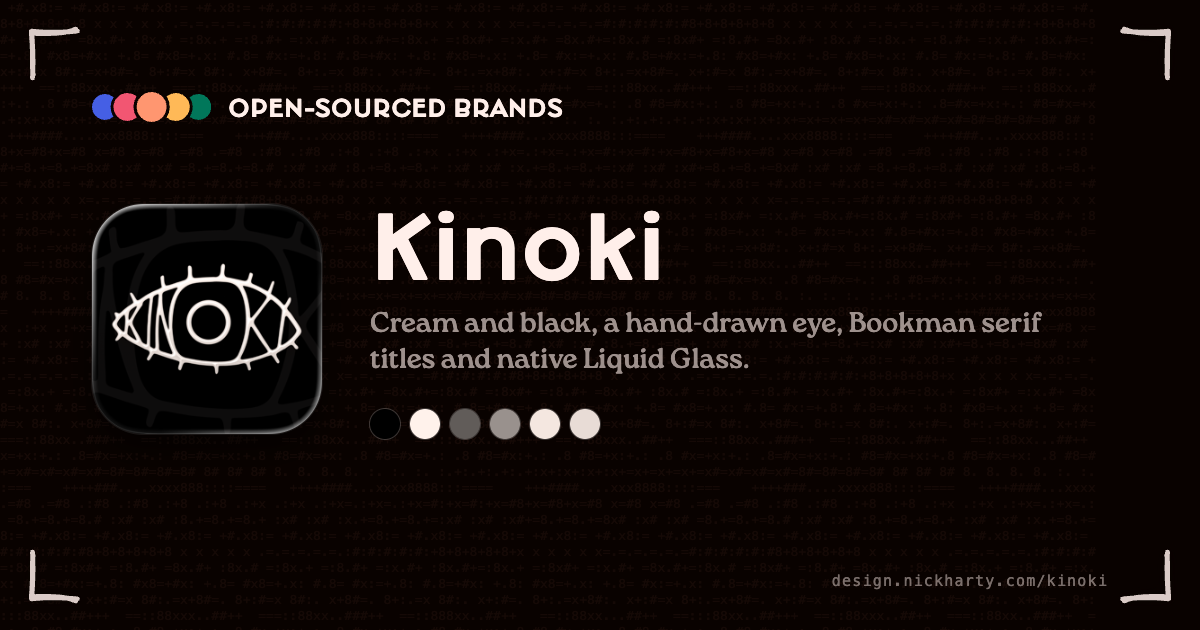 OPEN-SOURCED BRANDS
KINOKI
Kinoki
Cream and black, a hand-drawn eye, Bookman serif
titles and native Liquid Glass.
design.nickharty.com/kinoki